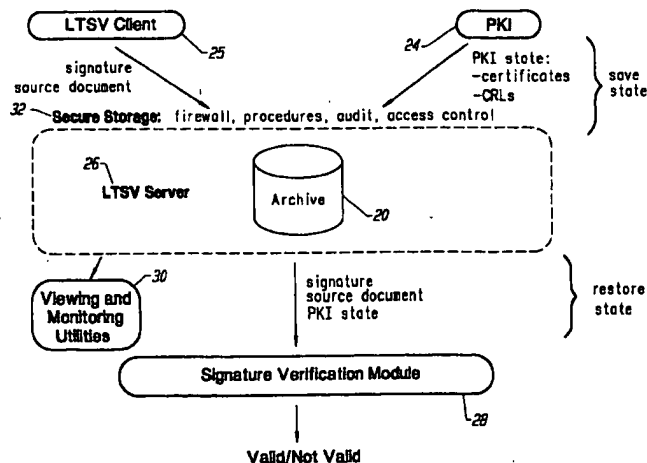 LTSV Client
25
PKI
24
signature
source document
PKI state:
-certificates
-CRLs
save
state
32
Secure Storage: firewall, procedures, audit, access control
26
LTSV Server
Archive
20
30
Viewing and
Monitoring
Utilities
signature
source document
PKI state
restore
state
Signature Verification Module
28
Valid/Not Valid